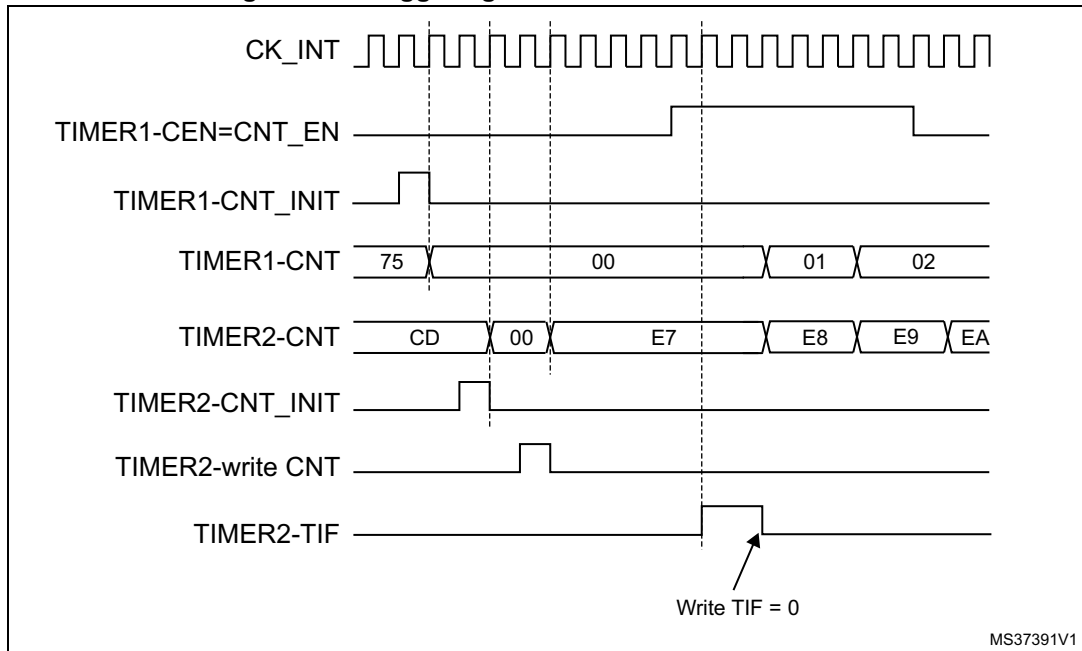 CK_INT
TIMER1-CEN=CNT_EN
TIMER1-CNT_INIT
TIMER1-CNT 75 00 01 02
TIMER2-CNT CD 00 E7 E8 E9 EA
TIMER2-CNT_INIT
TIMER2-write CNT
TIMER2-TIF
Write TIF = 0
MS37391V1